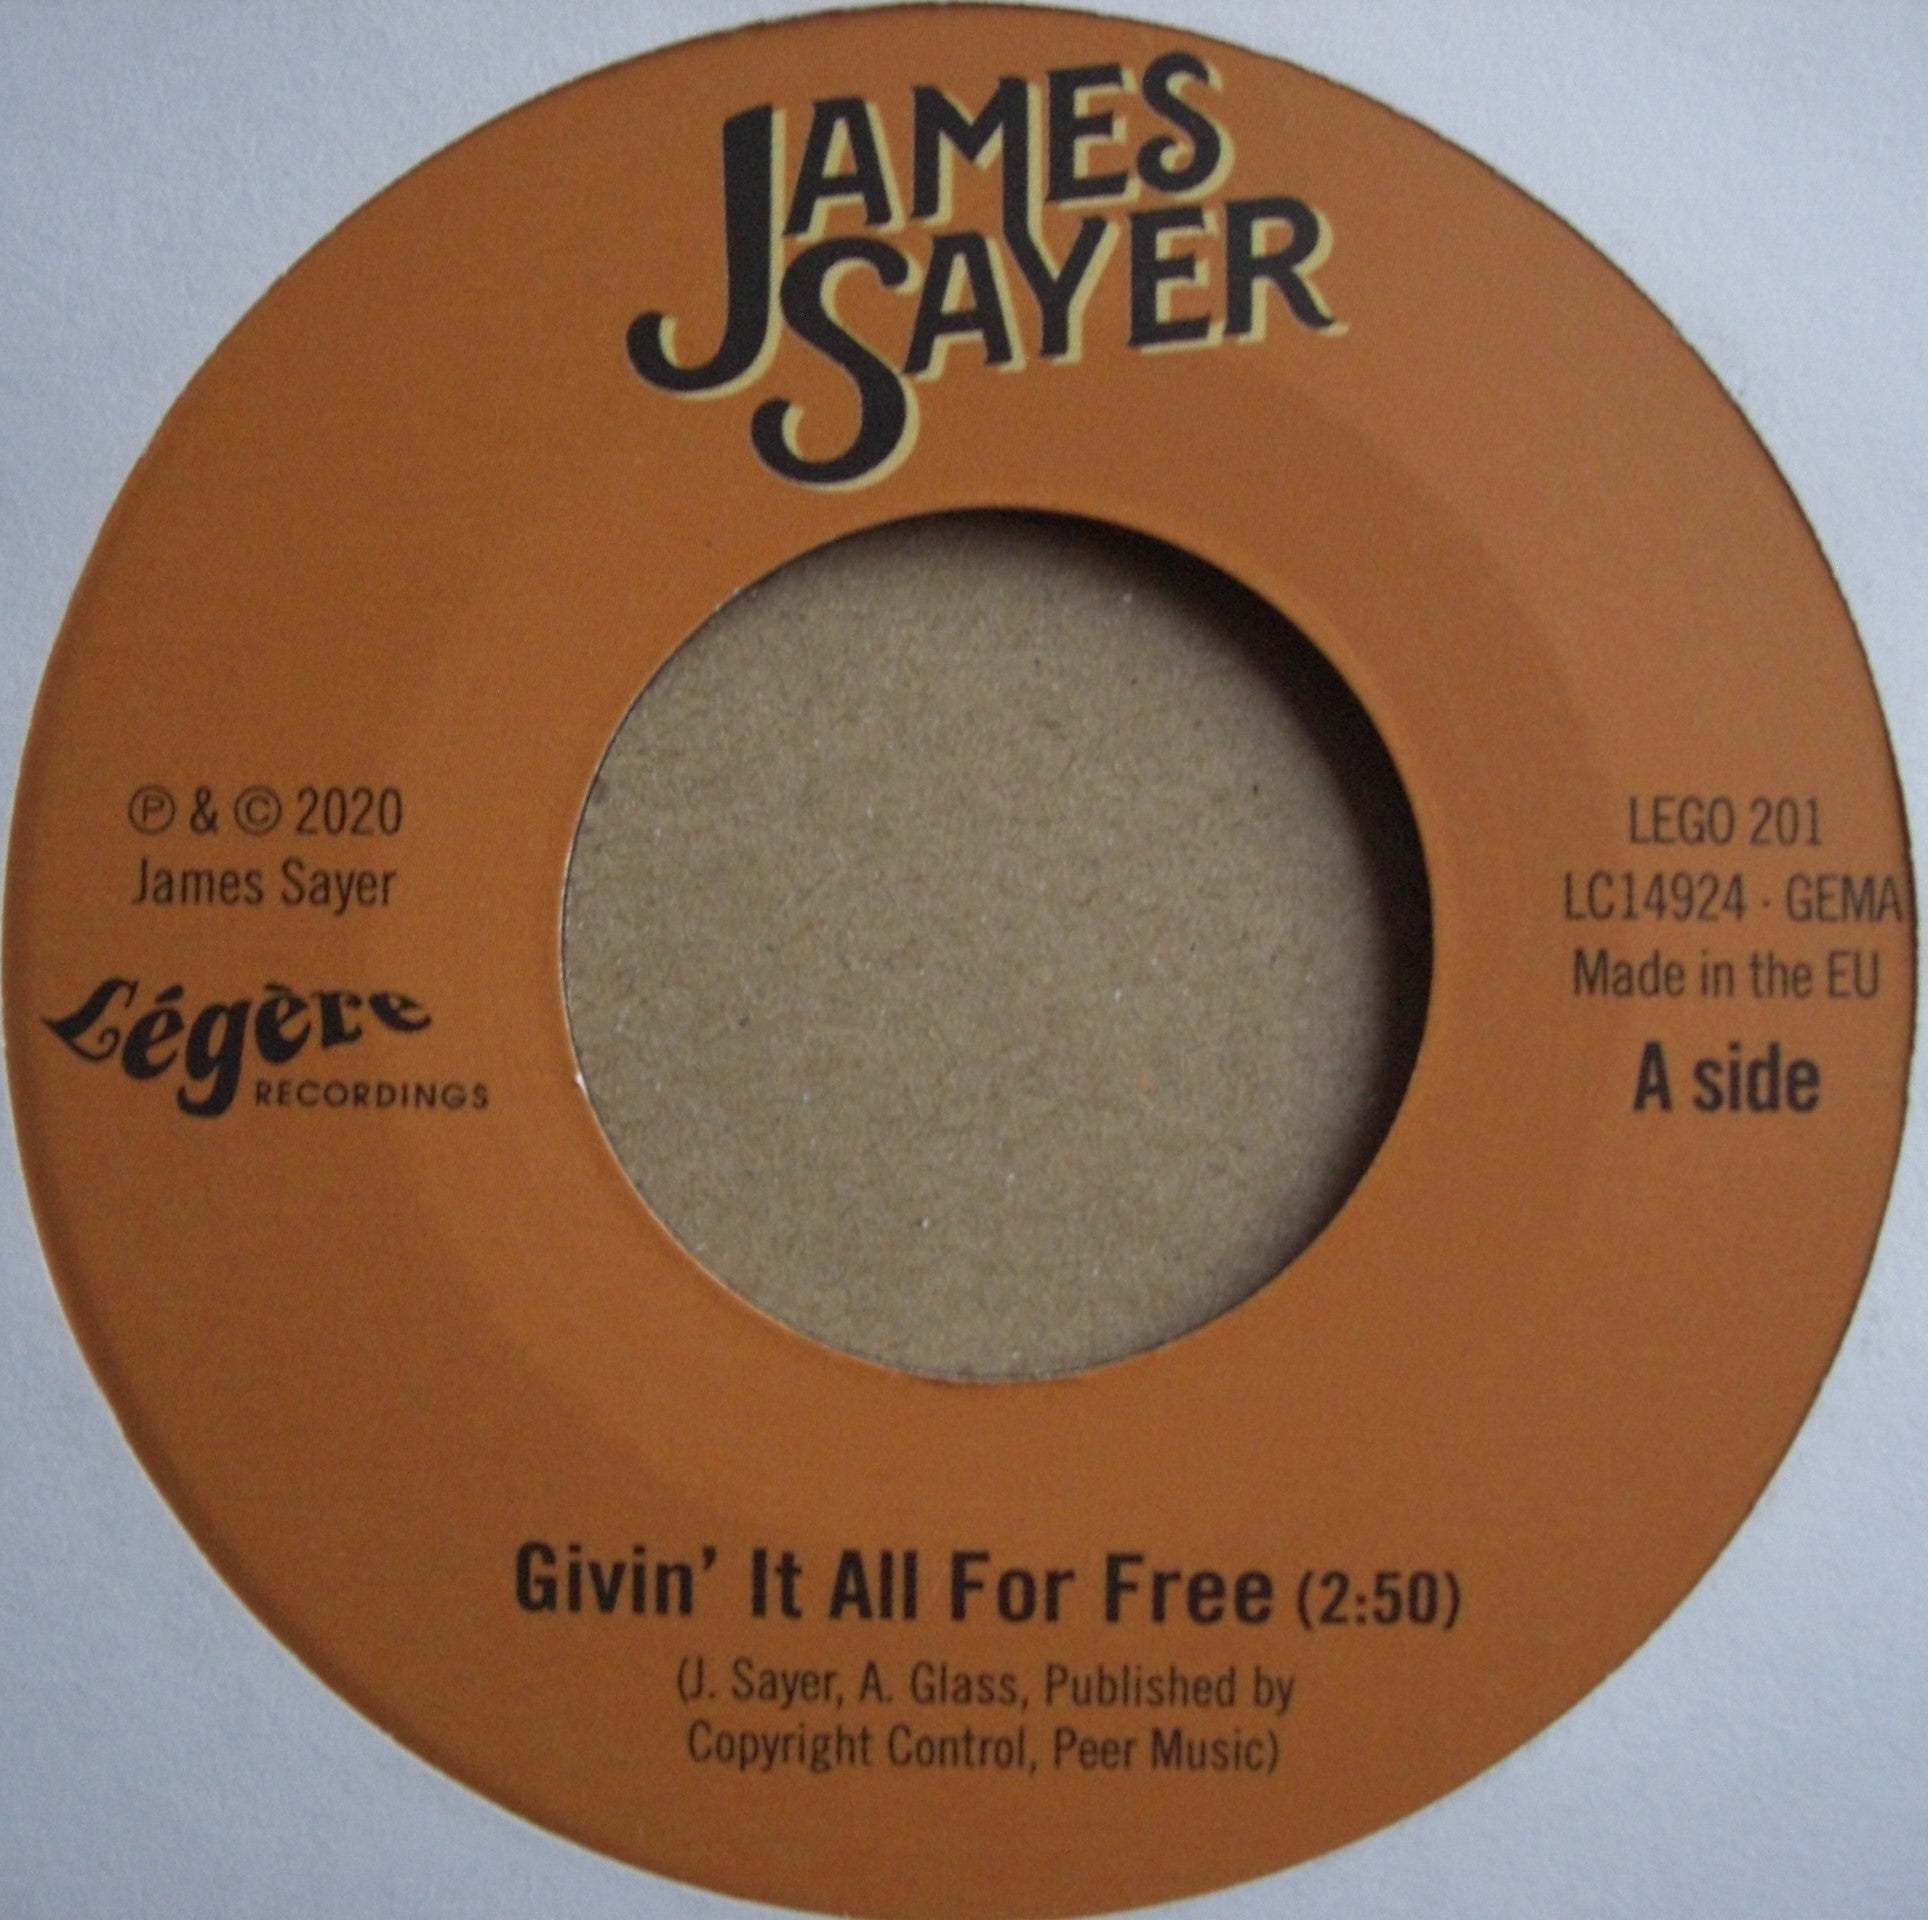 JAMES
SAYER
℗ & © 2020
James Sayer
Légère
RECORDINGS
LEGO 201
LC14924 · GEMA
Made in the EU
A side
Givin’ It All For Free (2:50)
(J. Sayer, A. Glass, Published by
Copyright Control, Peer Music)